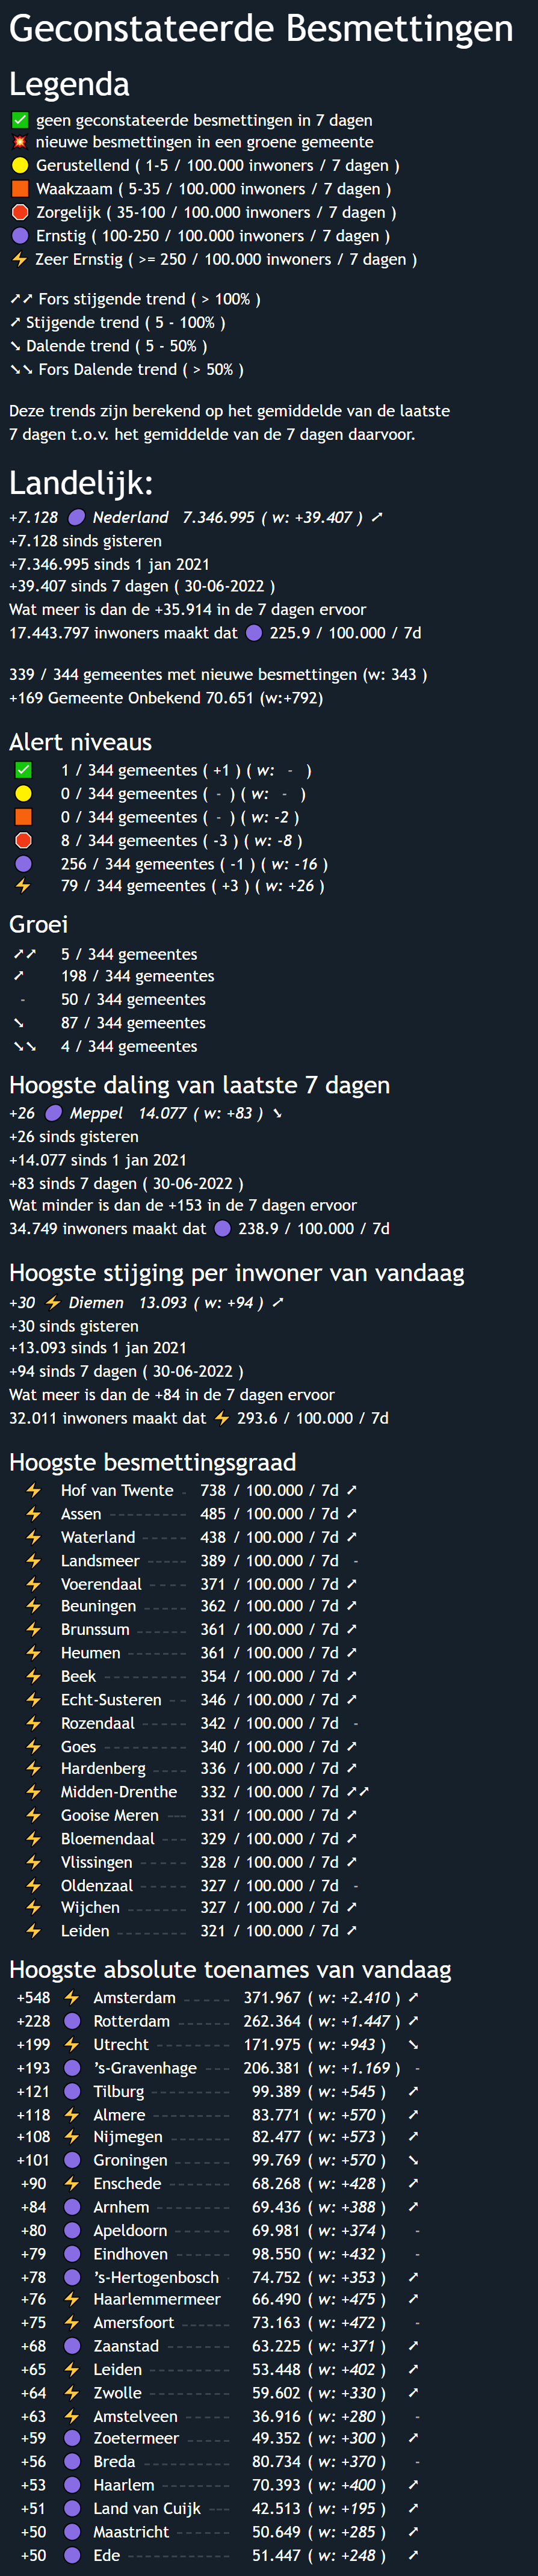 Geconstateerde Besmettingen
Legenda
geen geconstateerde besmettingen in 7 dagen
nieuwe besmettingen in een groene gemeente
Gerustellend ( 1-5 / 100.000 inwoners / 7 dagen )
Waakzaam ( 5-35 / 100.000 inwoners / 7 dagen )
Zorgelijk ( 35-100 / 100.000 inwoners / 7 dagen )
Ernstig ( 100-250 / 100.000 inwoners / 7 dagen )
Zeer Ernstig ( >= 250 / 100.000 inwoners / 7 dagen )
➚➚ Fors stijgende trend ( > 100% )
➚ Stijgende trend ( 5 - 100% )
➘ Dalende trend ( 5 - 50% )
➘➘ Fors Dalende trend ( > 50% )
Deze trends zijn berekend op het gemiddelde van de laatste
7 dagen t.o.v. het gemiddelde van de 7 dagen daarvoor.
Landelijk:
+7.128 Nederland 7.346.995 ( w: +39.407 ) ➚
+7.128 sinds gisteren
+7.346.995 sinds 1 jan 2021
+39.407 sinds 7 dagen ( 30-06-2022 )
Wat meer is dan de +35.914 in de 7 dagen ervoor
17.443.797 inwoners maakt dat 225.9 / 100.000 / 7d
339 / 344 gemeentes met nieuwe besmettingen (w: 343 )
+169 Gemeente Onbekend 70.651 (w:+792)
Alert niveaus
1 / 344 gemeentes ( +1 ) ( w: - )
0 / 344 gemeentes ( - ) ( w: - )
0 / 344 gemeentes ( - ) ( w: -2 )
8 / 344 gemeentes ( -3 ) ( w: -8 )
256 / 344 gemeentes ( -1 ) ( w: -16 )
79 / 344 gemeentes ( +3 ) ( w: +26 )
Groei
➚➚ 5 / 344 gemeentes
➚ 198 / 344 gemeentes
- 50 / 344 gemeentes
➘ 87 / 344 gemeentes
➘➘ 4 / 344 gemeentes
Hoogste daling van laatste 7 dagen
+26 Meppel 14.077 ( w: +83 ) ➘
+26 sinds gisteren
+14.077 sinds 1 jan 2021
+83 sinds 7 dagen ( 30-06-2022 )
Wat minder is dan de +153 in de 7 dagen ervoor
34.749 inwoners maakt dat 238.9 / 100.000 / 7d
Hoogste stijging per inwoner van vandaag
+30 Diemen 13.093 ( w: +94 ) ➚
+30 sinds gisteren
+13.093 sinds 1 jan 2021
+94 sinds 7 dagen ( 30-06-2022 )
Wat meer is dan de +84 in de 7 dagen ervoor
32.011 inwoners maakt dat 293.6 / 100.000 / 7d
Hoogste besmettingsgraad
Hof van Twente 738 / 100.000 / 7d ➚
Assen 485 / 100.000 / 7d ➚
Waterland 438 / 100.000 / 7d ➚
Landsmeer 389 / 100.000 / 7d -
Voerendaal 371 / 100.000 / 7d ➚
Beuningen 362 / 100.000 / 7d ➚
Brunssum 361 / 100.000 / 7d ➚
Heumen 361 / 100.000 / 7d ➚
Beek 354 / 100.000 / 7d ➚
Echt-Susteren 346 / 100.000 / 7d ➚
Rozendaal 342 / 100.000 / 7d -
Goes 340 / 100.000 / 7d ➚
Hardenberg 336 / 100.000 / 7d ➚
Midden-Drenthe 332 / 100.000 / 7d ➚➚
Gooise Meren 331 / 100.000 / 7d ➚
Bloemendaal 329 / 100.000 / 7d ➚
Vlissingen 328 / 100.000 / 7d ➚
Oldenzaal 327 / 100.000 / 7d -
Wijchen 327 / 100.000 / 7d ➚
Leiden 321 / 100.000 / 7d ➚
Hoogste absolute toenames van vandaag
+548 Amsterdam 371.967 ( w: +2.410 ) ➚
+228 Rotterdam 262.364 ( w: +1.447 ) ➚
+199 Utrecht 171.975 ( w: +943 ) ➘
+193 's-Gravenhage 206.381 ( w: +1.169 ) -
+121 Tilburg 99.389 ( w: +545 ) ➚
+118 Almere 83.771 ( w: +570 ) ➚
+108 Nijmegen 82.477 ( w: +573 ) ➚
+101 Groningen 99.769 ( w: +570 ) ➘
+90 Enschede 68.268 ( w: +428 ) ➚
+84 Arnhem 69.436 ( w: +388 ) ➚
+80 Apeldoorn 69.981 ( w: +374 ) -
+79 Eindhoven 98.550 ( w: +432 ) -
+78 's-Hertogenbosch 74.752 ( w: +353 ) ➚
+76 Haarlemmermeer 66.490 ( w: +475 ) ➚
+75 Amersfoort 73.163 ( w: +472 ) -
+68 Zaanstad 63.225 ( w: +371 ) ➚
+65 Leiden 53.448 ( w: +402 ) ➚
+64 Zwolle 59.602 ( w: +330 ) ➚
+63 Amstelveen 36.916 ( w: +280 ) -
+59 Zoetermeer 49.352 ( w: +300 ) ➚
+56 Breda 80.734 ( w: +370 ) -
+53 Haarlem 70.393 ( w: +400 ) ➚
+51 Land van Cuijk 42.513 ( w: +195 ) ➚
+50 Maastricht 50.649 ( w: +285 ) ➚
+50 Ede 51.447 ( w: +248 ) ➚